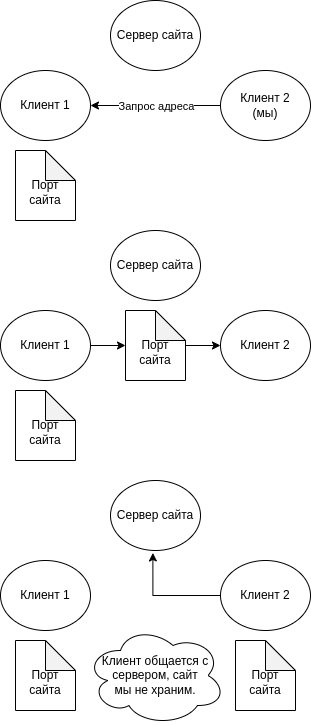 Сервер сайта
Клиент 1
Запрос адреса
Клиент 2
(мы)
Порт
сайта
Сервер сайта
Клиент 1
Порт
сайта
Клиент 2
Порт
сайта
Сервер сайта
Клиент 1
Клиент 2
Порт
сайта
Клиент общается с
сервером, сайт
мы не храним.
Порт
сайта